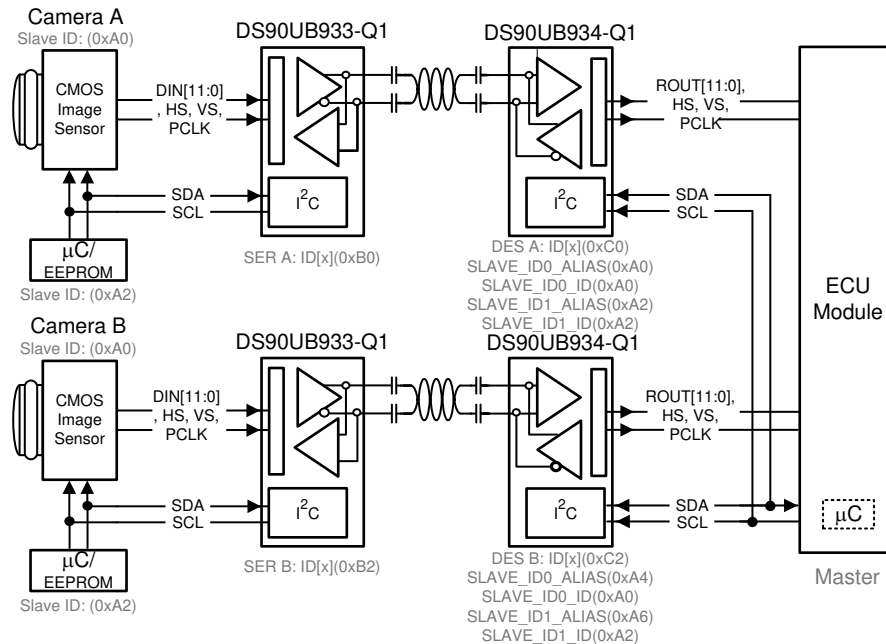 Camera A
Slave ID: (0xA0)
DS90UB933-Q1
DS90UB934-Q1
CMOS
Image
Sensor
DIN[11:0]
, HS, VS,
PCLK
ROUT[11:0],
HS, VS,
PCLK
SDA
SCL
I²C
I²C
SDA
SCL
µC/
EEPROM
Slave ID: (0xA2)
SER A: ID[x](0xB0)
DES A: ID[x](0xC0)
SLAVE_ID0_ALIAS(0xA0)
SLAVE_ID0_ID(0xA0)
SLAVE_ID1_ALIAS(0xA2)
SLAVE_ID1_ID(0xA2)
ECU
Module
Camera B
Slave ID: (0xA0)
DS90UB933-Q1
DS90UB934-Q1
CMOS
Image
Sensor
DIN[11:0]
, HS, VS,
PCLK
ROUT[11:0],
HS, VS,
PCLK
SDA
SCL
I²C
I²C
SDA
SCL
µC
µC/
EEPROM
Slave ID: (0xA2)
SER B: ID[x](0xB2)
DES B: ID[x](0xC2)
SLAVE_ID0_ALIAS(0xA4)
SLAVE_ID0_ID(0xA0)
SLAVE_ID1_ALIAS(0xA6)
SLAVE_ID1_ID(0xA2)
Master